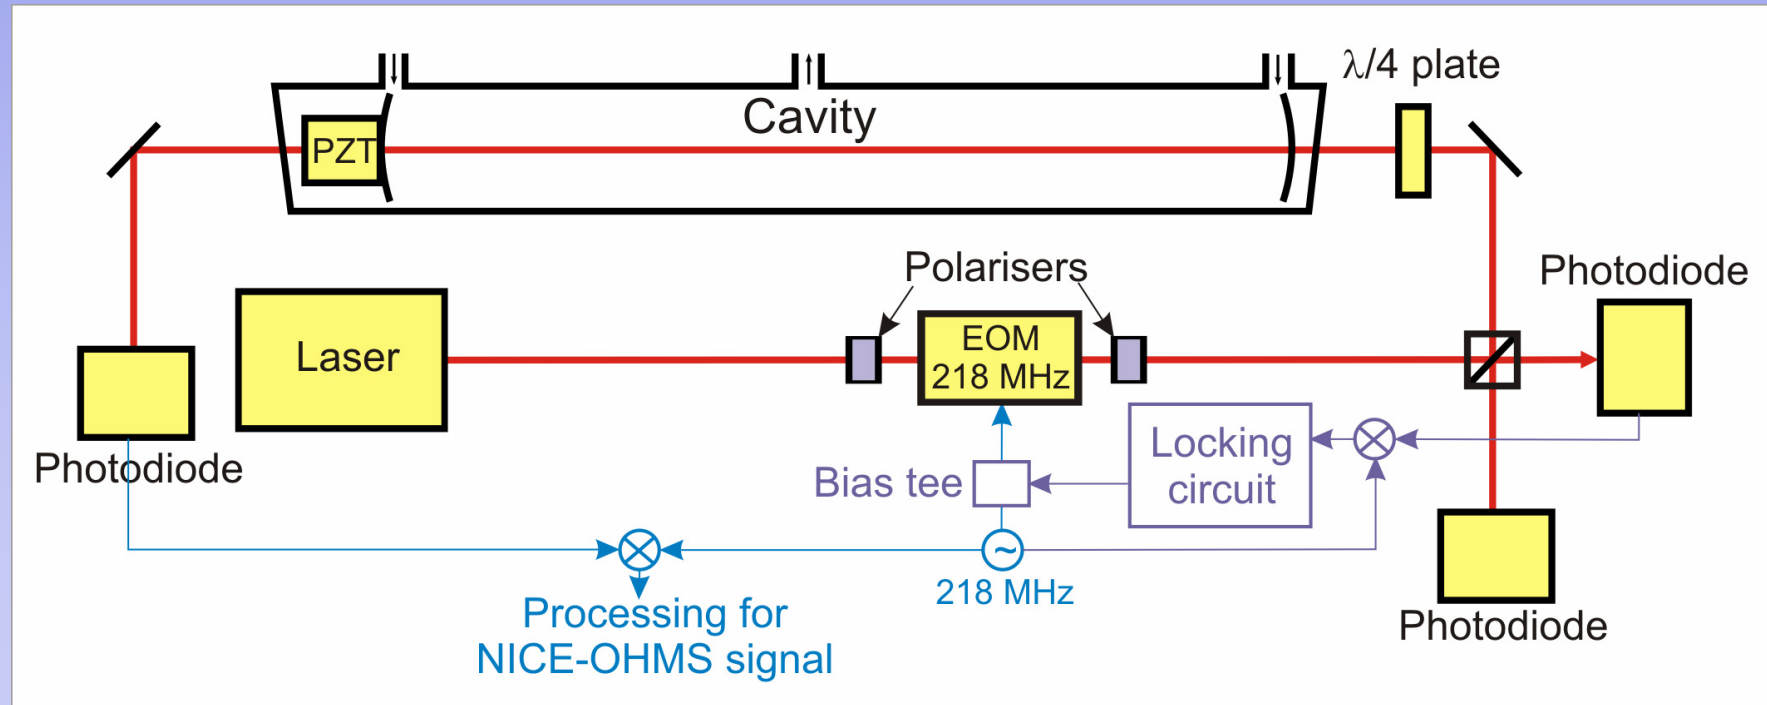 λ/4 plate
Cavity
PZT
Polarisers
Photodiode
Laser
EOM
218 MHz
Locking
circuit
Photodiode
Bias tee
~
218 MHz
Processing for
NICE-OHMS signal
Photodiode